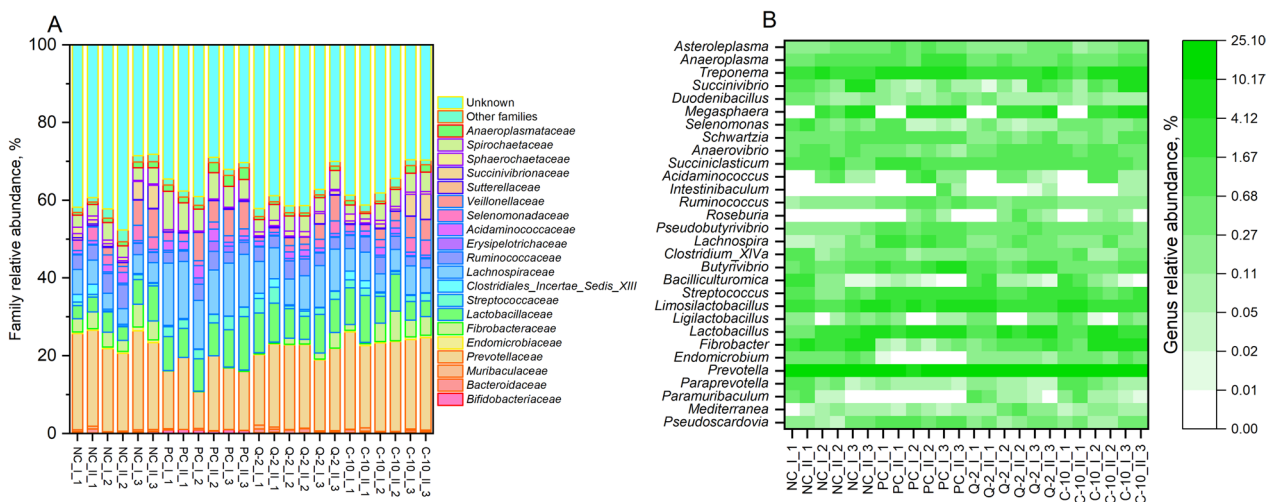 A
Family relative abundance, %
100
80
60
40
20
0
NC_I_1
NC_II_1
NC_I_2
NC_II_2
NC_I_3
NC_II_3
PC_I_1
PC_II_1
PC_I_2
PC_II_2
PC_I_3
PC_II_3
Q-2_I_1
Q-2_II_1
Q-2_I_2
Q-2_II_2
Q-2_I_3
Q-2_II_3
C-10_I_1
C-10_II_1
C-10_I_2
C-10_II_2
C-10_I_3
C-10_II_3
Unknown
Other families
Anaeroplasmataceae
Spirochaetaceae
Sphaerochaetaceae
Succinivibrionaceae
Sutterellaceae
Veillonellaceae
Selenomonadaceae
Acidaminococcaceae
Erysipelotrichaceae
Ruminococcaceae
Lachnospiraceae
Clostridiales_Incertae_Sedis_XIII
Streptococcaceae
Lactobacillaceae
Fibrobacteraceae
Endomicrobiaceae
Prevotellaceae
Muribaculaceae
Bacteroidaceae
Bifidobacteriaceae
B
Asteroleplasma
Anaeroplasma
Treponema
Succinivibrio
Duodenibacillus
Megasphaera
Selenomonas
Schwartzia
Anaerovibrio
Succiniclasticum
Acidaminococcus
Intestinibaculum
Ruminococcus
Roseburia
Pseudobutyrivibrio
Lachnospira
Clostridium_XIVa
Butyrivibrio
Bacilliculturomica
Streptococcus
Limosilactobacillus
Ligilactobacillus
Lactobacillus
Fibrobacter
Endomicrobium
Prevotella
Paraprevotella
Paramuribaculum
Mediterranea
Pseudoscardovia
NC_I_1
NC_II_1
NC_I_2
NC_II_2
NC_I_3
NC_II_3
PC_I_1
PC_II_1
PC_I_2
PC_II_2
PC_I_3
PC_II_3
Q-2_I_1
Q-2_II_1
Q-2_I_2
Q-2_II_2
Q-2_I_3
Q-2_II_3
C-10_I_1
C-10_II_1
C-10_I_2
C-10_II_2
C-10_I_3
C-10_II_3
Genus relative abundance, %
25.10
10.17
4.12
1.67
0.68
0.27
0.11
0.05
0.02
0.01
0.00